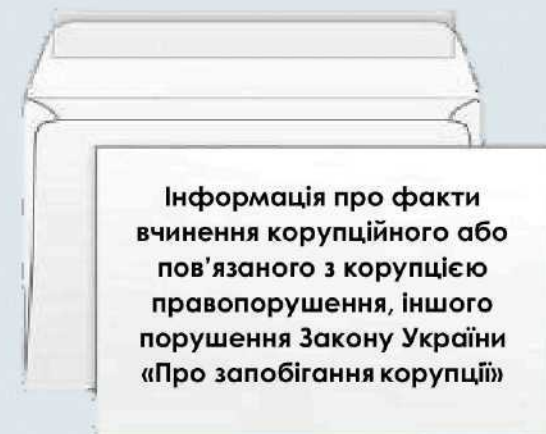 Інформація про факти
вчинення корупційного або
пов’язаного з корупцією
правопорушення, іншого
порушення Закону України
«Про запобігання корупції»